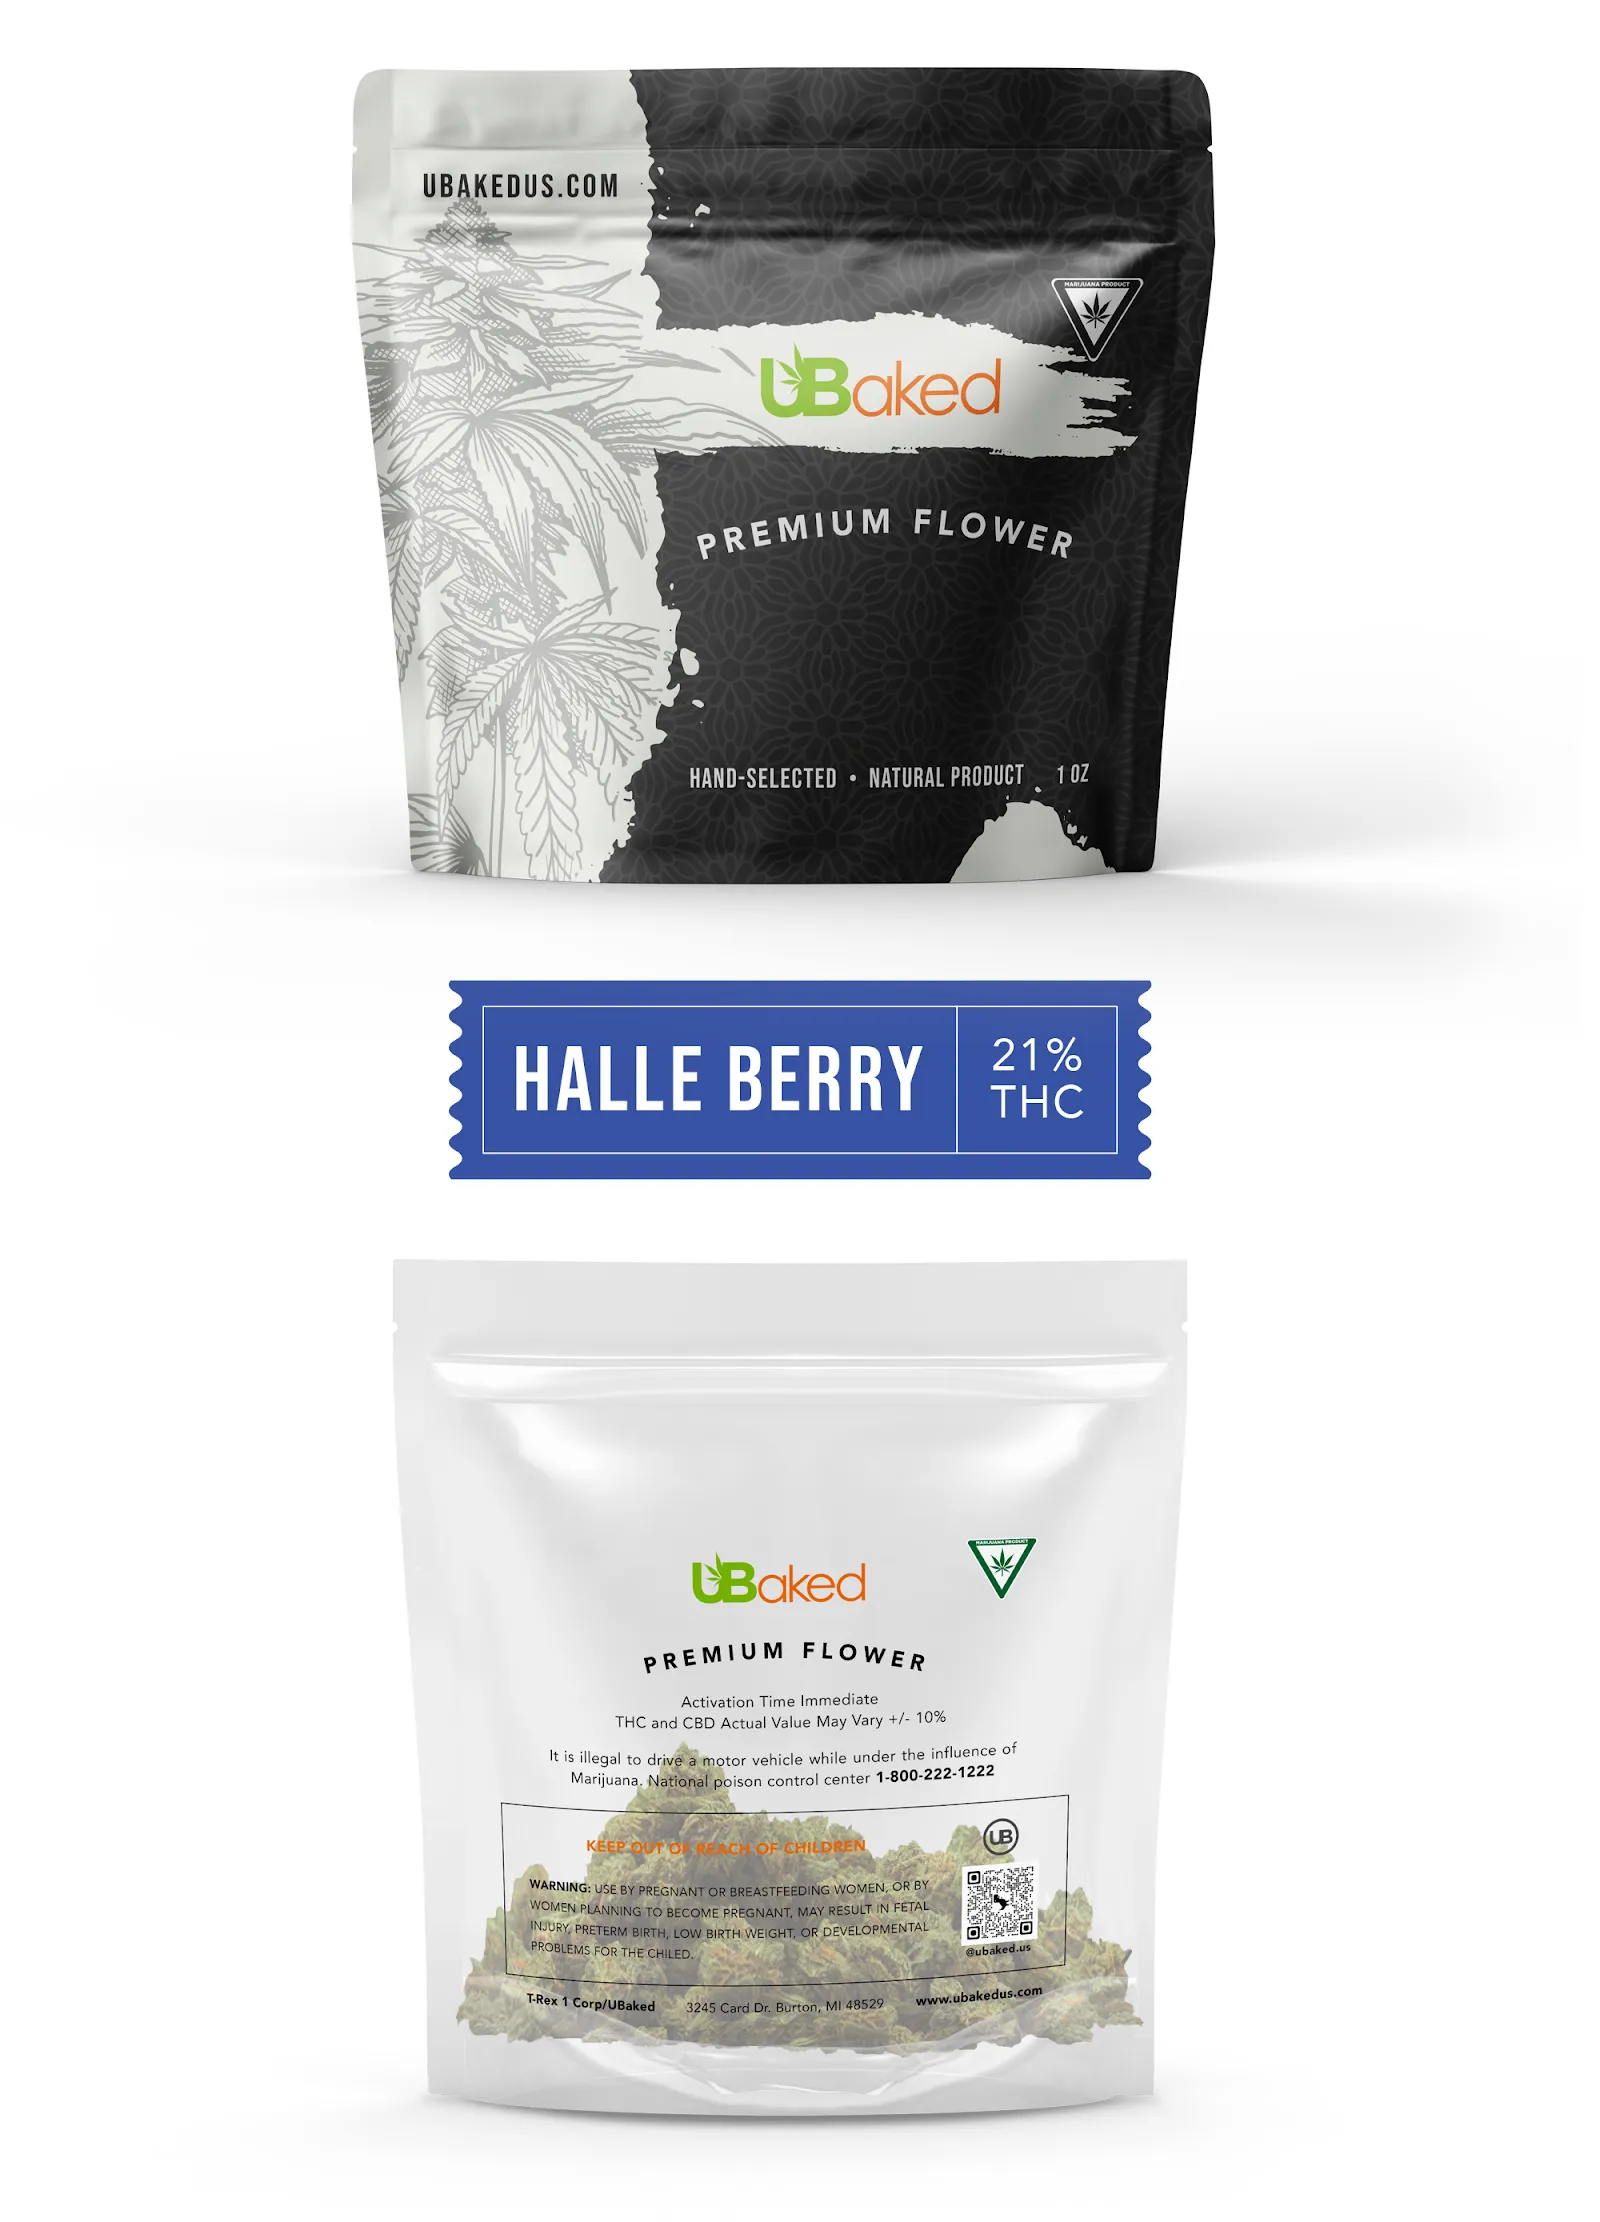 UBAKEDUS.COM
MARIJUANA PRODUCT
UBaked
PREMIUM FLOWER
HAND-SELECTED • NATURAL PRODUCT 1 OZ
HALLE BERRY
21%
THC
MARIJUANA PRODUCT
UBaked
PREMIUM FLOWER
Activation Time Immediate
THC and CBD Actual Value May Vary +/- 10%
It is illegal to drive a motor vehicle while under the influence of
Marijuana. National poison control center 1-800-222-1222
KEEP OUT OF REACH OF CHILDREN
UB
WARNING: USE BY PREGNANT OR BREASTFEEDING WOMEN, OR BY
WOMEN PLANNING TO BECOME PREGNANT, MAY RESULT IN FETAL
INJURY, PRETERM BIRTH, LOW BIRTH WEIGHT, OR DEVELOPMENTAL
PROBLEMS FOR THE CHILED.
@ubaked.us
T-Rex 1 Corp/UBaked 3245 Card Dr. Burton, MI 48529 www.ubakedus.com